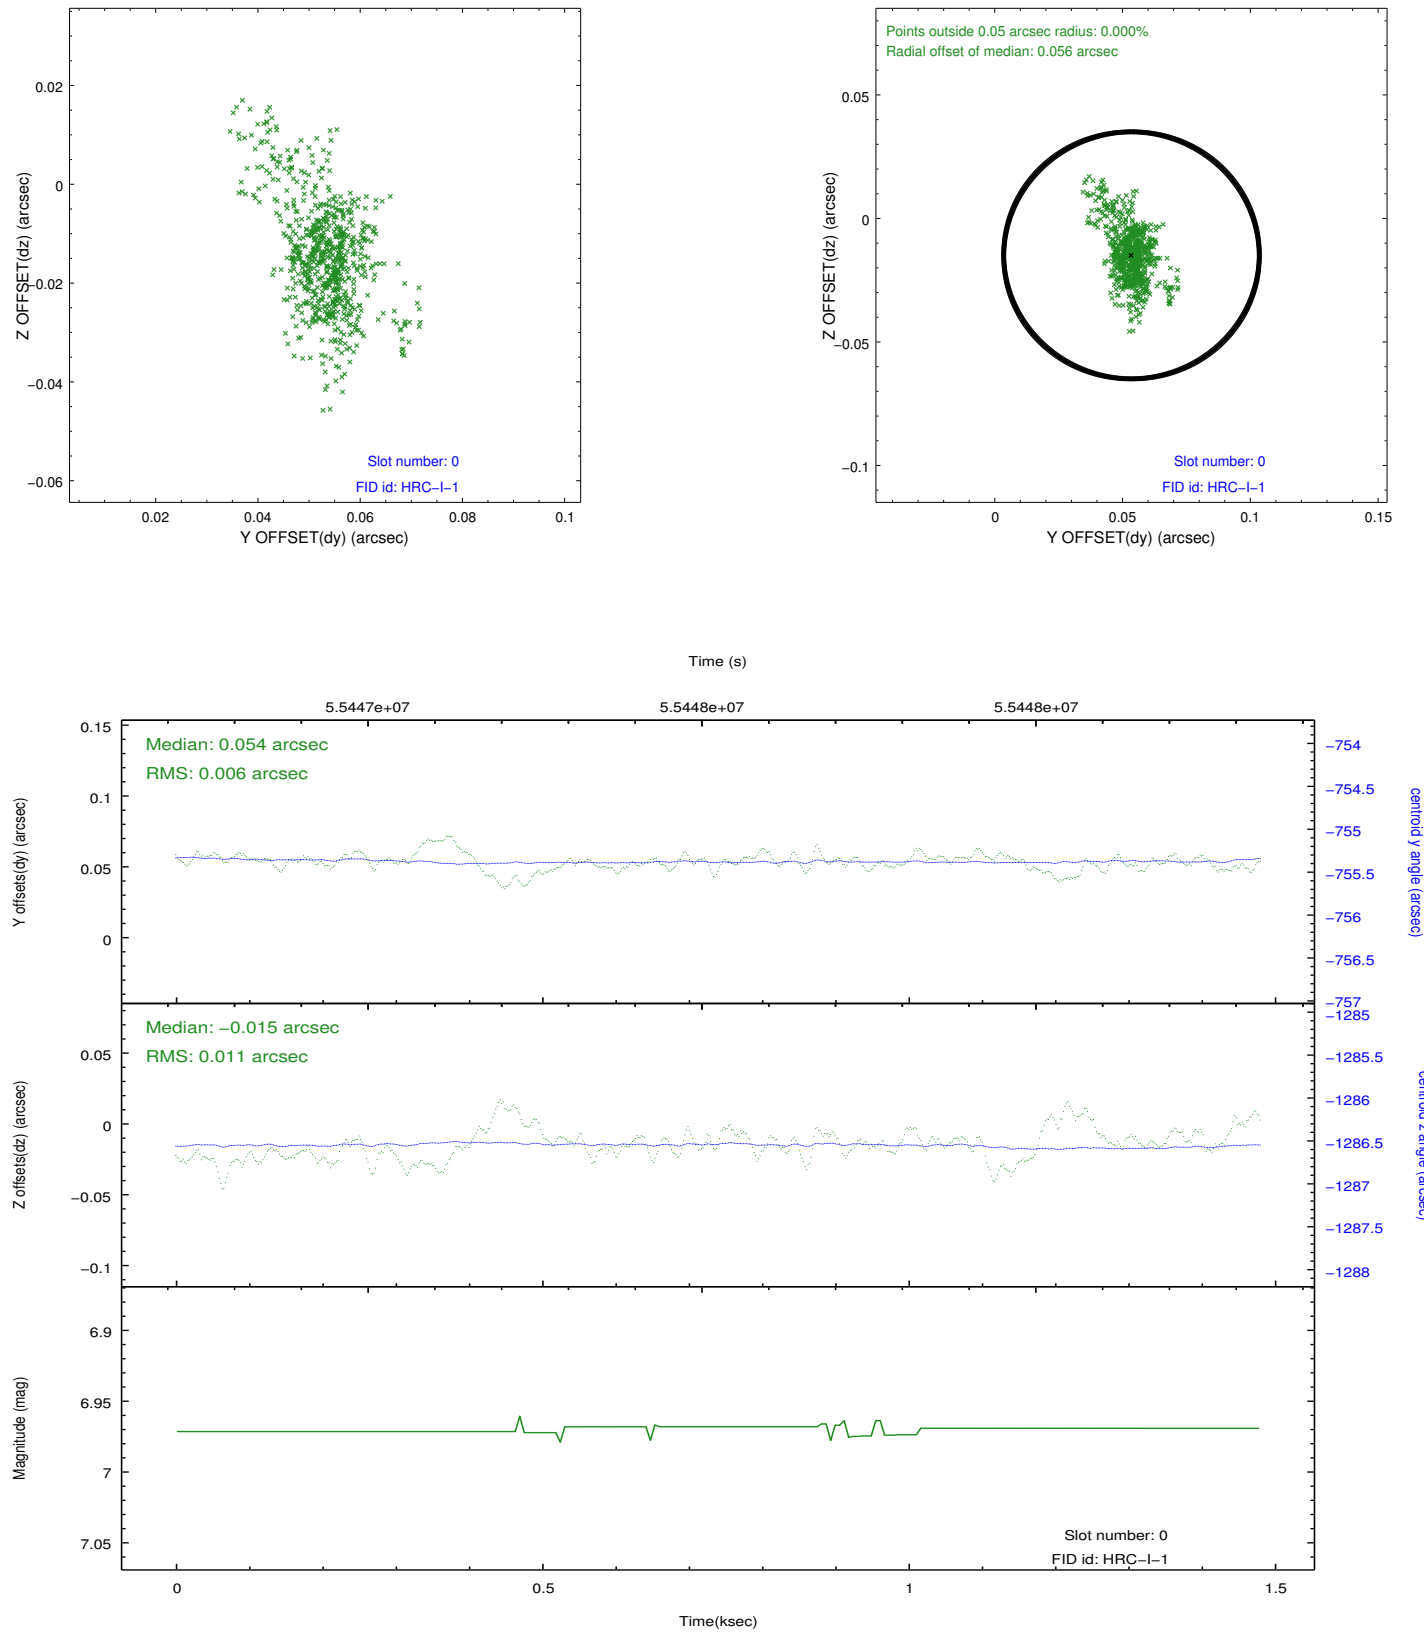 0.02
0
−0.02
−0.04
−0.06
Z OFFSET(dz) (arcsec)
Slot number: 0
FID id: HRC−I−1
0.02 0.04 0.06 0.08 0.1
Y OFFSET(dy) (arcsec)
Points outside 0.05 arcsec radius: 0.000%
Radial offset of median: 0.056 arcsec
0.05
0
−0.05
−0.1
Z OFFSET(dz) (arcsec)
Slot number: 0
FID id: HRC−I−1
0 0.05 0.1 0.15
Y OFFSET(dy) (arcsec)
Time (s)
5.5447e+07 5.5448e+07 5.5448e+07
Median: 0.054 arcsec
RMS: 0.006 arcsec
0.15
0.1
0.05
0
Y offsets(dy) (arcsec)
−754
−754.5
−755
−755.5
−756
−756.5
−757
centroid y angle (arcsec)
Median: −0.015 arcsec
RMS: 0.011 arcsec
0.05
0
−0.05
−0.1
Z offsets(dz) (arcsec)
−1285
−1285.5
−1286
−1286.5
−1287
−1287.5
−1288
centroid z angle (arcsec)
6.9
6.95
7
7.05
Magnitude (mag)
Slot number: 0
FID id: HRC−I−1
0 0.5 1 1.5
Time(ksec)